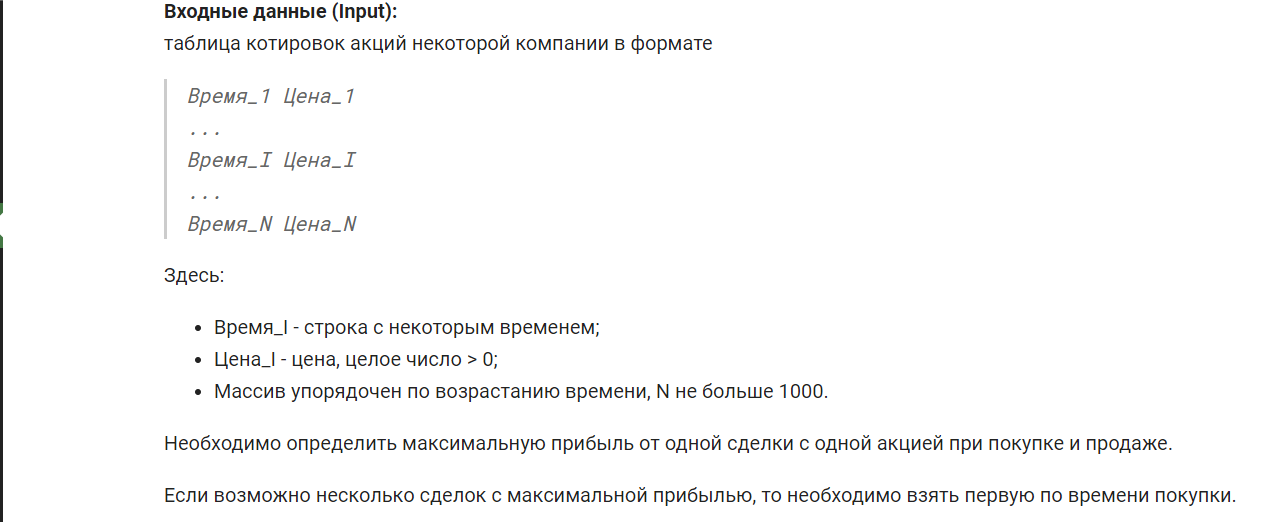 Входные данные (Input):
таблица котировок акций некоторой компании в формате
Время_1 Цена_1
...
Время_I Цена_I
...
Время_N Цена_N
Здесь:
• Время_I - строка с некоторым временем;
• Цена_I - цена, целое число > 0;
• Массив упорядочен по возрастанию времени, N не больше 1000.
Необходимо определить максимальную прибыль от одной сделки с одной акцией при покупке и продаже.
Если возможно несколько сделок с максимальной прибылью, то необходимо взять первую по времени покупки.